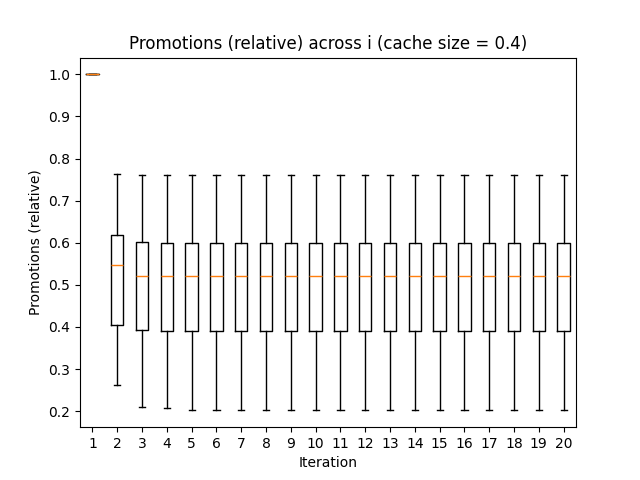 Promotions (relative) across i (cache size = 0.4)
Promotions (relative)
1.0
0.9
0.8
0.7
0.6
0.5
0.4
0.3
0.2
1 2 3 4 5 6 7 8 9 10 11 12 13 14 15 16 17 18 19 20
Iteration